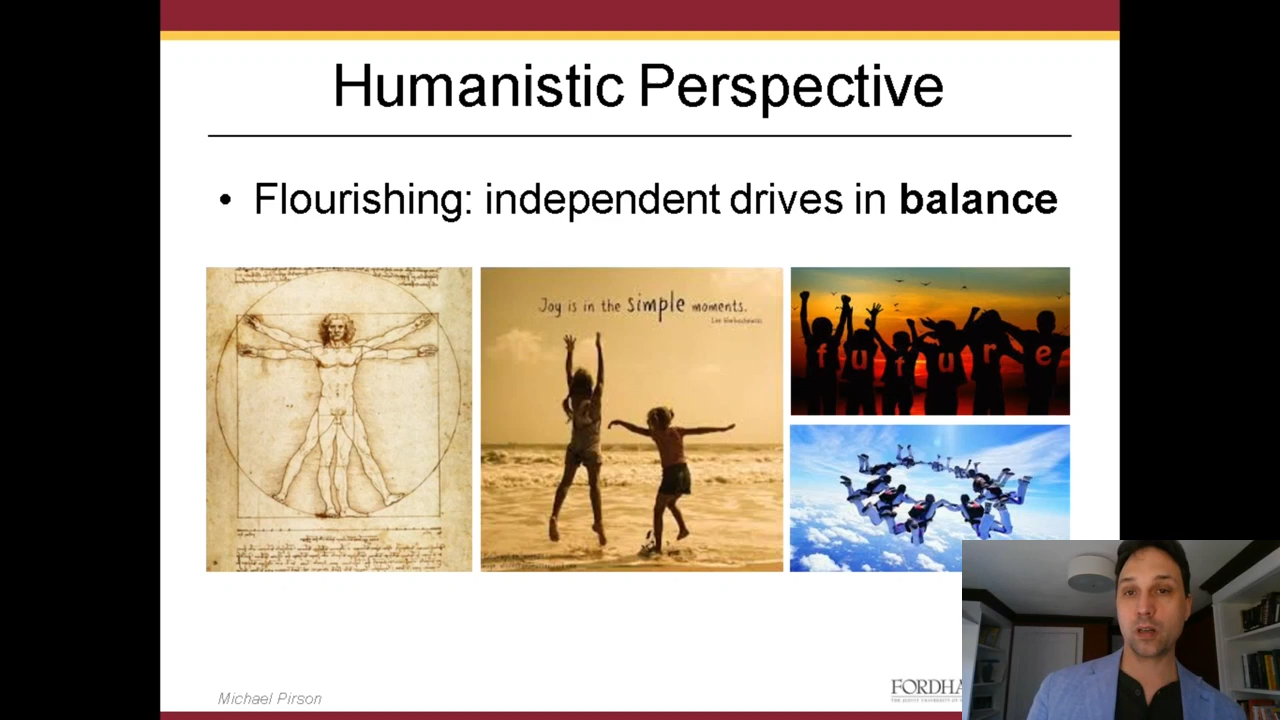 Humanistic Perspective
• Flourishing: independent drives in balance
Joy is in the simple moments.
future
Michael Pirson
FORDHA